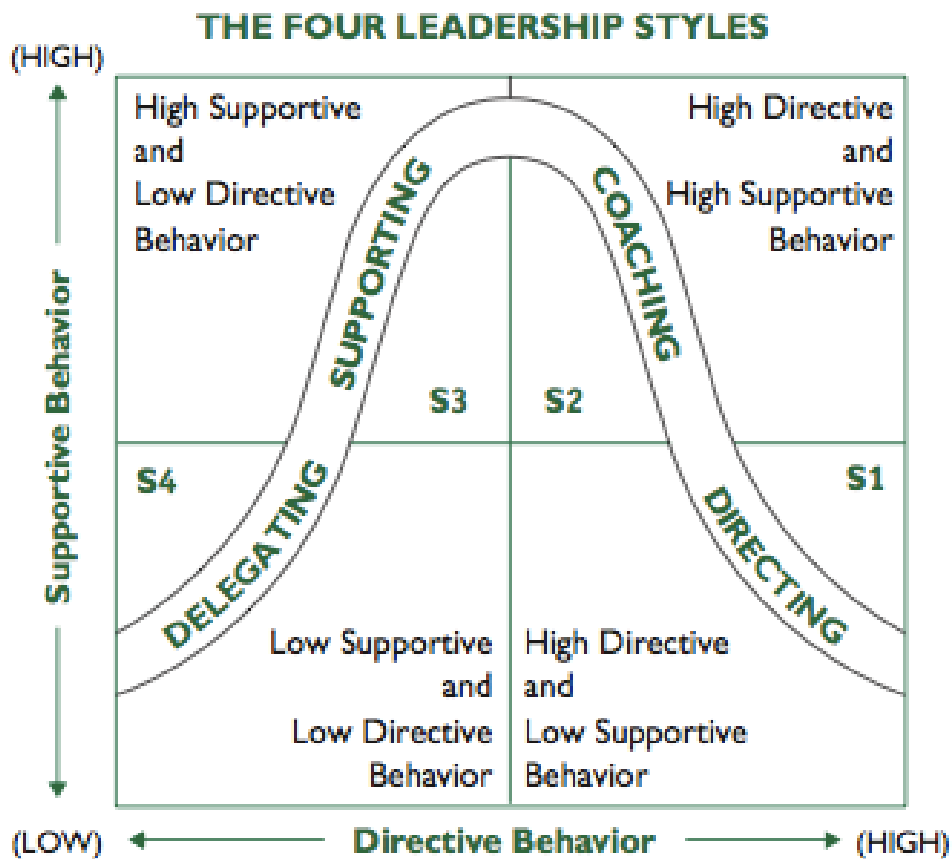 THE FOUR LEADERSHIP STYLES
(HIGH)
High Supportive
and
Low Directive
Behavior
High Directive
and
High Supportive
Behavior
SUPPORTING
COACHING
Supportive Behavior
S3
S2
S4
S1
DELEGATING
DIRECTING
Low Supportive
and
Low Directive
Behavior
High Directive
and
Low Supportive
Behavior
(LOW)
Directive Behavior
(HIGH)